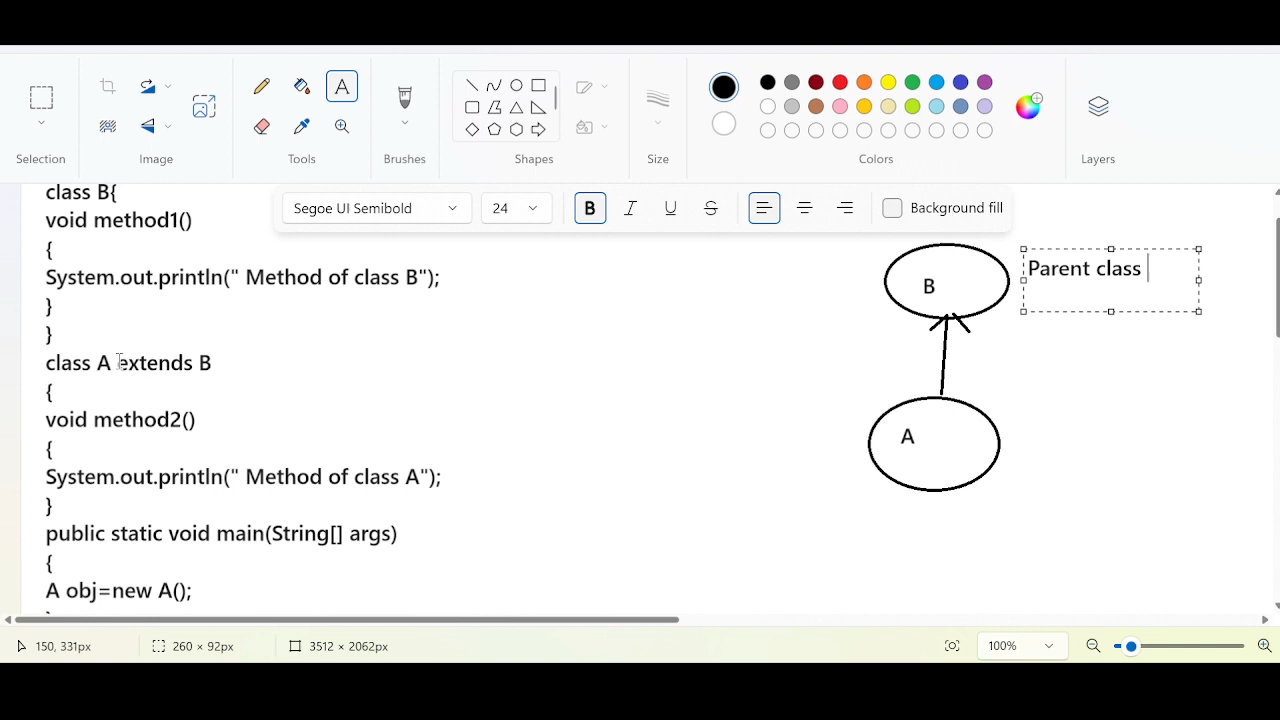 Selection
Image
Tools
Brushes
Shapes
Size
Colors
Layers
A
Segoe UI Semibold
24
B
I
U
S
Background fill
class B{
void method1()
{
System.out.println(" Method of class B");
}
}
class A extends B
{
void method2()
{
System.out.println(" Method of class A");
}
public static void main(String[] args)
{
A obj=new A();
B
Parent class
A
150, 331px
260 × 92px
3512 × 2062px
100%